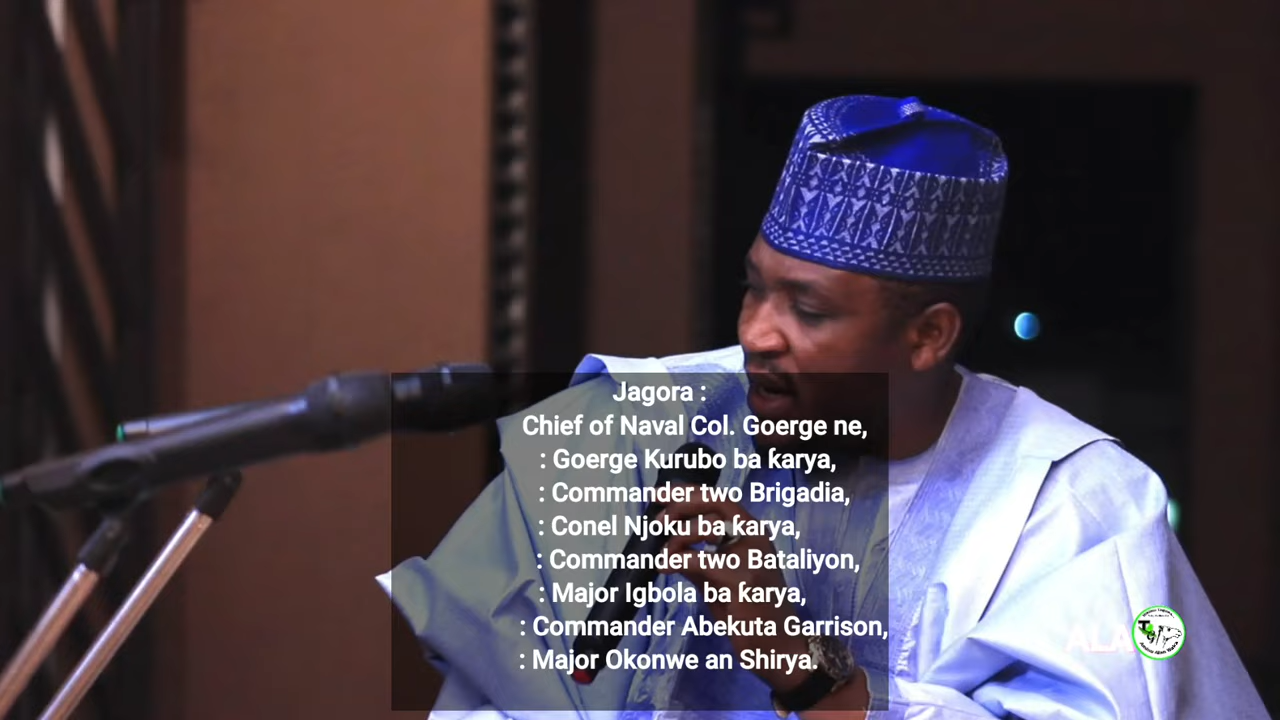 Jagora :
Chief of Naval Col. Goerge ne,
: Goerge Kurubo ba ƙarya,
: Commander two Brigadia,
: Conel Njoku ba ƙarya,
: Commander two Bataliyon,
: Major Igbola ba ƙarya,
: Commander Abekuta Garrison,
: Major Okonwe an Shirya.
ALA